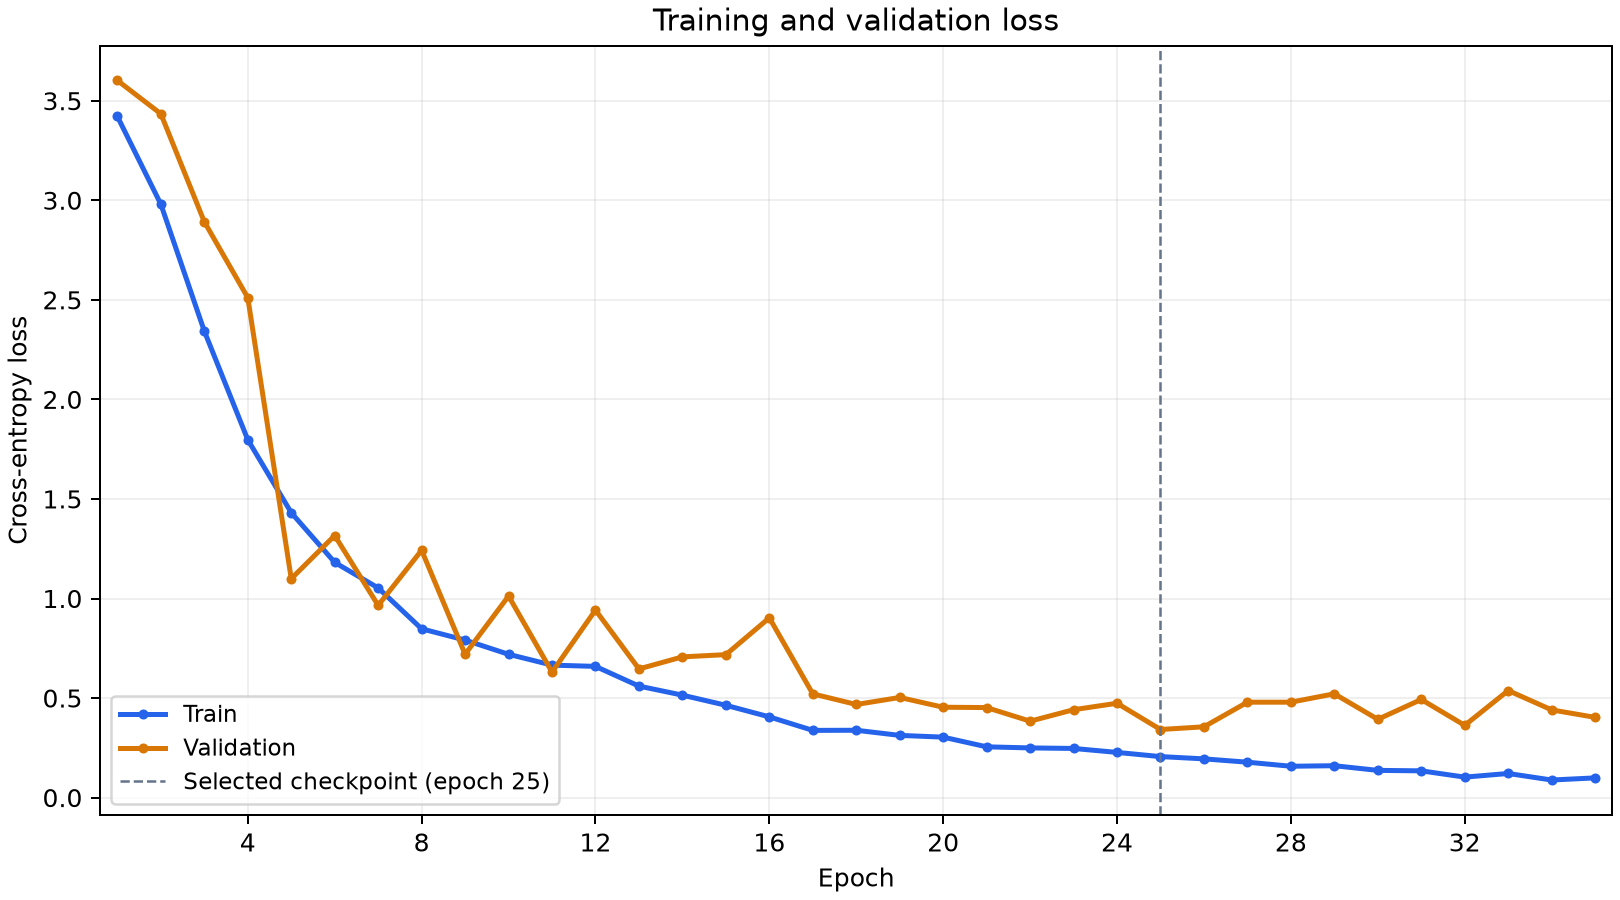 Training and validation loss
Cross-entropy loss
3.5
3.0
2.5
2.0
1.5
1.0
0.5
0.0
Train
Validation
Selected checkpoint (epoch 25)
4 8 12 16 20 24 28 32
Epoch